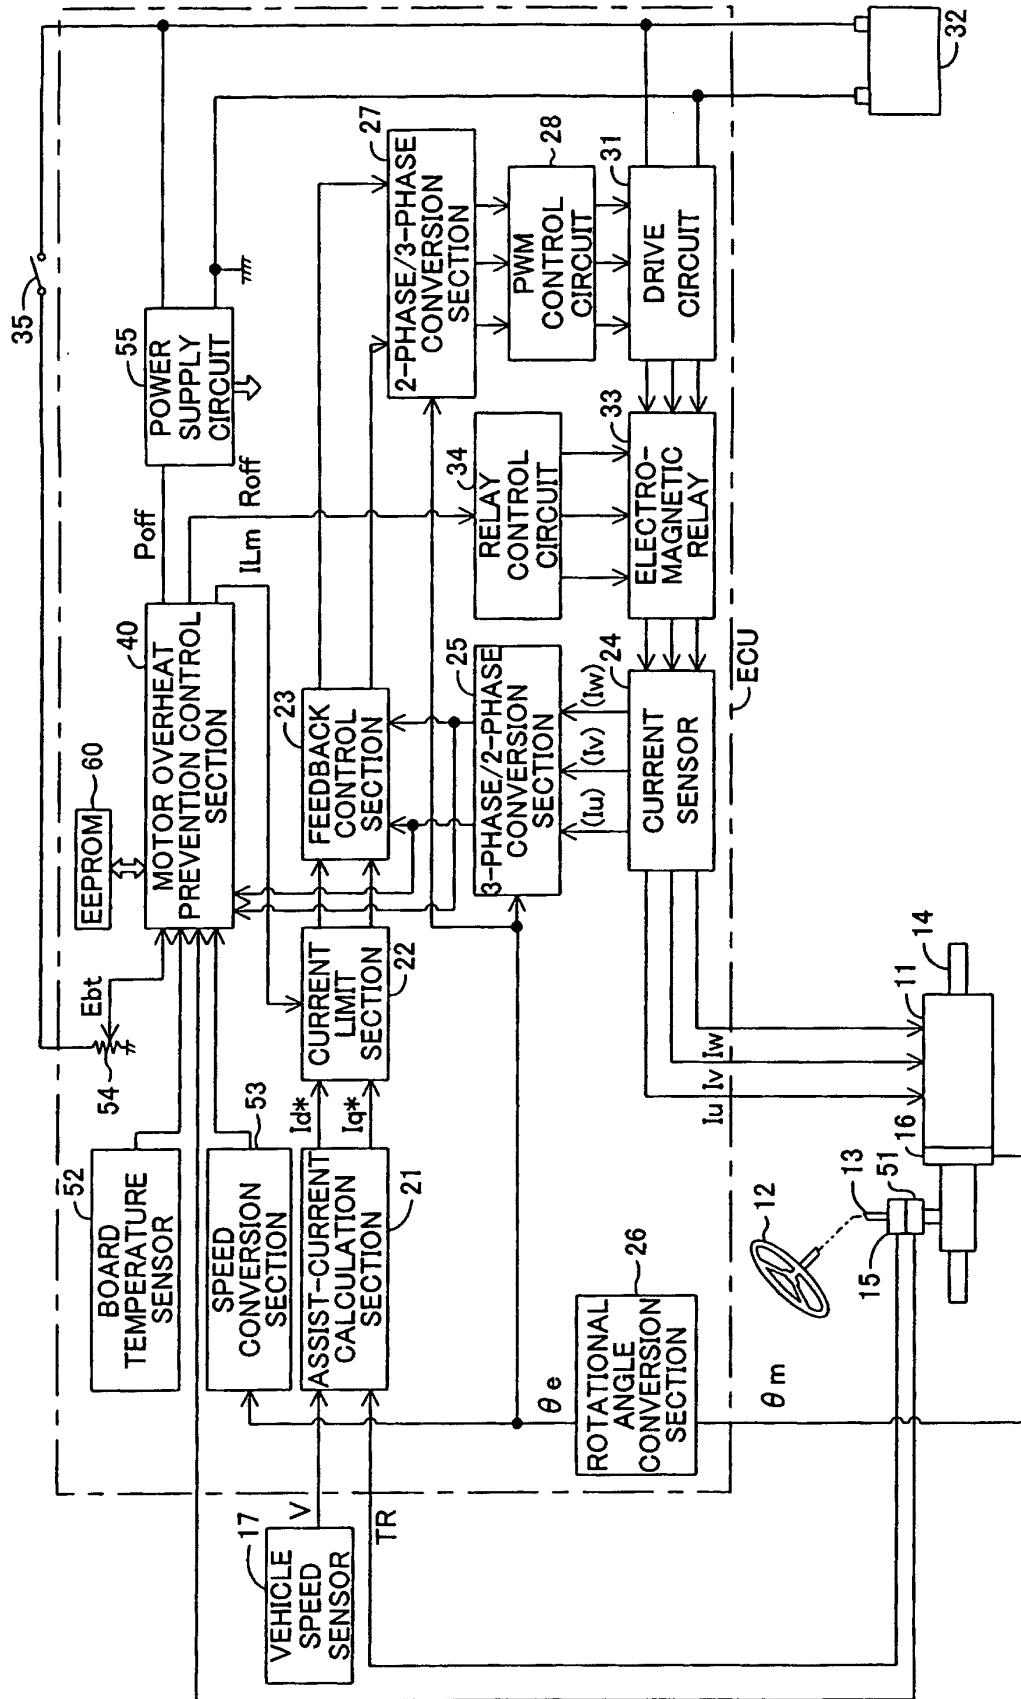 35
55
POWER
SUPPLY
CIRCUIT
Poff
Roff
ILm
40
MOTOR OVERHEAT
PREVENTION CONTROL
SECTION
60
EEPROM
Ebt
54
52
BOARD
TEMPERATURE
SENSOR
53
SPEED
CONVERSION
SECTION
17
VEHICLE
SPEED
SENSOR
V
TR
21
ASSIST-CURRENT
CALCULATION
SECTION
Id*
Iq*
22
CURRENT
LIMIT
SECTION
23
FEEDBACK
CONTROL
SECTION
27
2-PHASE/3-PHASE
CONVERSION
SECTION
28
PWM
CONTROL
CIRCUIT
31
DRIVE
CIRCUIT
32
34
RELAY
CONTROL
CIRCUIT
33
ELECTRO-
MAGNETIC
RELAY
25
3-PHASE/2-PHASE
CONVERSION
SECTION
(Iu)
(Iv)
(Iw)
24
CURRENT
SENSOR
ECU
Iu
Iv
Iw
26
ROTATIONAL
ANGLE
CONVERSION
SECTION
θe
θm
12
13
15
51
16
11
14